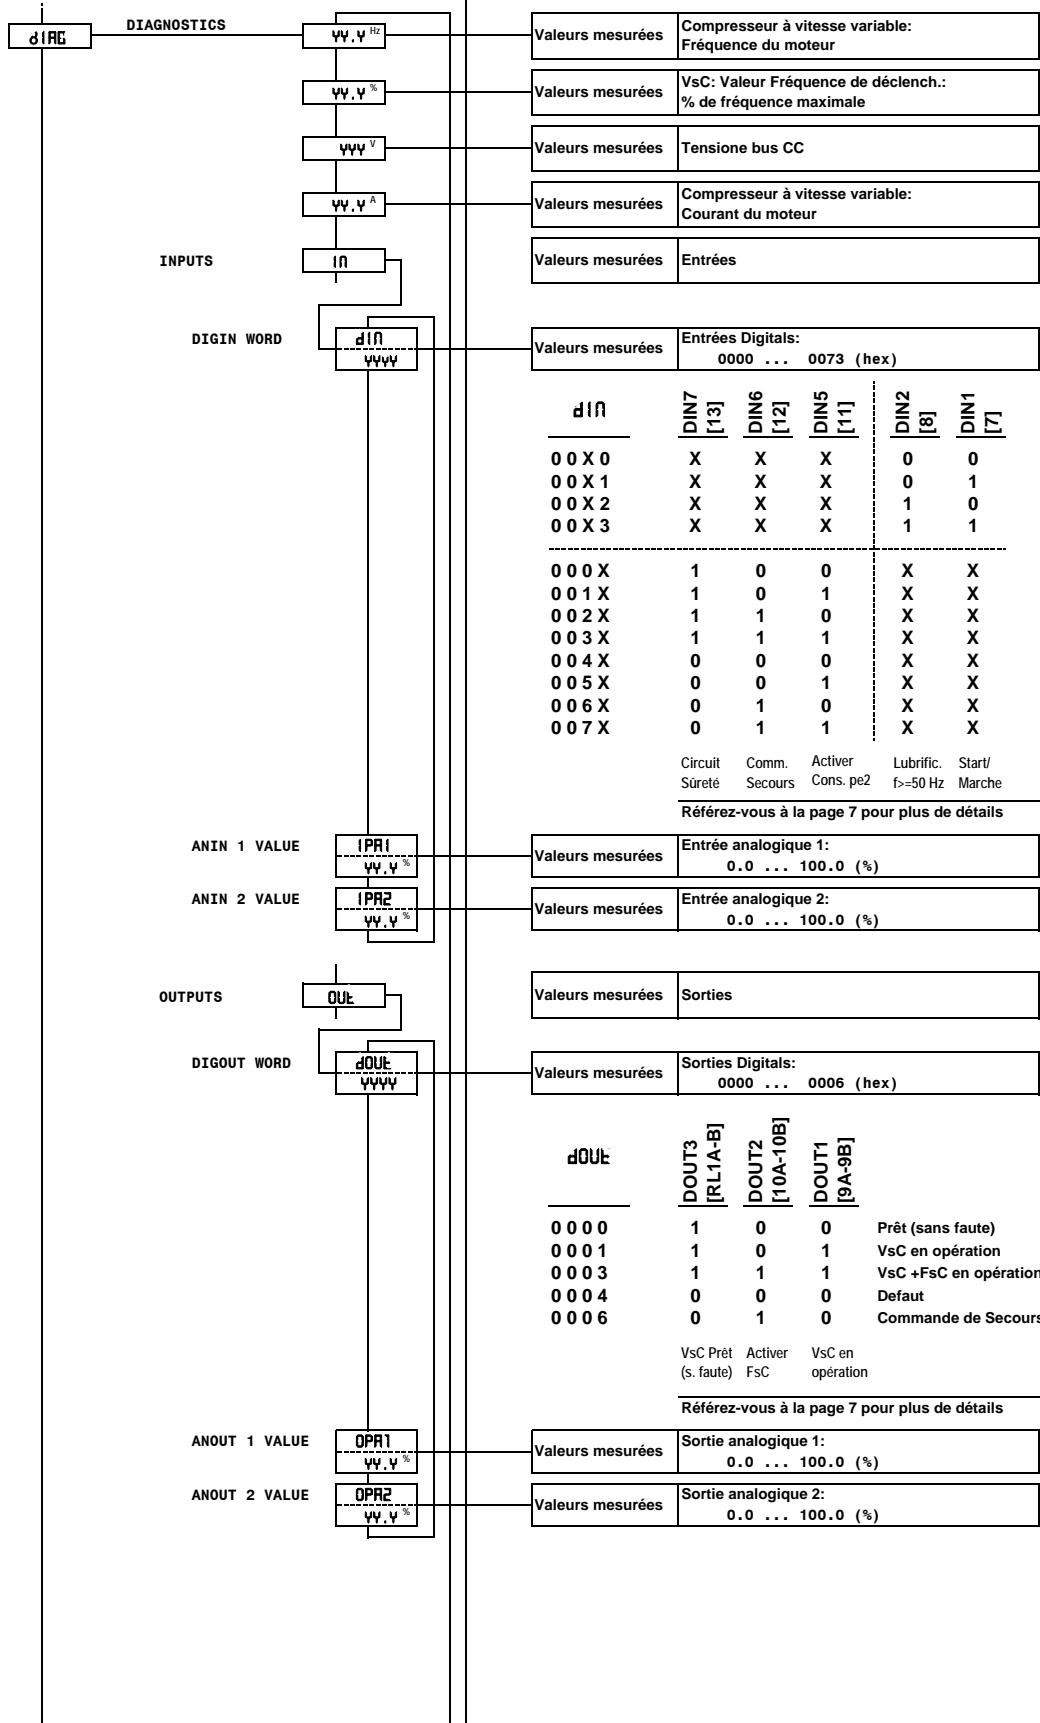 dIAG DIAGNOSTICS YY.Y Hz Valeurs mesurées Compresseur à vitesse variable:
Fréquence du moteur
YY.Y % Valeurs mesurées VsC: Valeur Fréquence de déclench.:
% de fréquence maximale
YYY V Valeurs mesurées Tensione bus CC
YY.Y A Valeurs mesurées Compresseur à vitesse variable:
Courant du moteur
INPUTS In Valeurs mesurées Entrées
DIGIN WORD dIn Valeurs mesurées Entrées Digitals:
YYYY 0000 ... 0073 (hex)
dIn DIN7 [13] DIN6 [12] DIN5 [11] DIN2 [8] DIN1 [7]
0 0 X 0 X X X 0 0
0 0 X 1 X X X 0 1
0 0 X 2 X X X 1 0
0 0 X 3 X X X 1 1
0 0 0 X 1 0 0 X X
0 0 1 X 1 0 1 X X
0 0 2 X 1 1 0 X X
0 0 3 X 1 1 1 X X
0 0 4 X 0 0 0 X X
0 0 5 X 0 0 1 X X
0 0 6 X 0 1 0 X X
0 0 7 X 0 1 1 X X
Circuit Comm. Activer Lubrific. Start/
Sûreté Secours Cons. pe2 f>=50 Hz Marche
Référez-vous à la page 7 pour plus de détails
ANIN 1 VALUE IPA1 Valeurs mesurées Entrée analogique 1:
YY.Y % 0.0 ... 100.0 (%)
ANIN 2 VALUE IPA2 Valeurs mesurées Entrée analogique 2:
YY.Y % 0.0 ... 100.0 (%)
OUTPUTS OUt Valeurs mesurées Sorties
DIGOUT WORD dOUt Valeurs mesurées Sorties Digitals:
YYYY 0000 ... 0006 (hex)
dOUt DOUT3 [RL1A-B] DOUT2 [10A-10B] DOUT1 [9A-9B]
0 0 0 0 1 0 0 Prêt (sans faute)
0 0 0 1 1 0 1 VsC en opération
0 0 0 3 1 1 1 VsC +FsC en opération
0 0 0 4 0 0 0 Defaut
0 0 0 6 0 1 0 Commande de Secours
VsC Prêt Activer VsC en
(s. faute) FsC opération
Référez-vous à la page 7 pour plus de détails
ANOUT 1 VALUE OPA1 Valeurs mesurées Sortie analogique 1:
YY.Y % 0.0 ... 100.0 (%)
ANOUT 2 VALUE OPA2 Valeurs mesurées Sortie analogique 2:
YY.Y % 0.0 ... 100.0 (%)